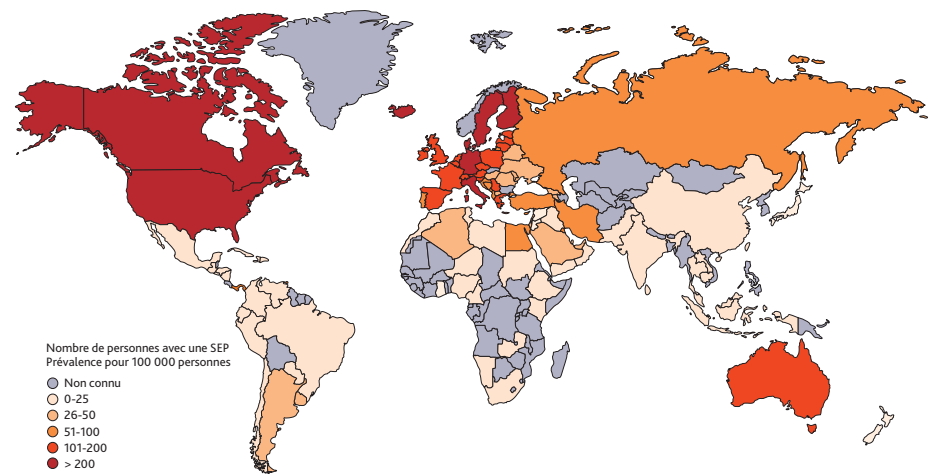 Nombre de personnes avec une SEP
Prévalence pour 100 000 personnes
Non connu
0-25
26-50
51-100
101-200
> 200